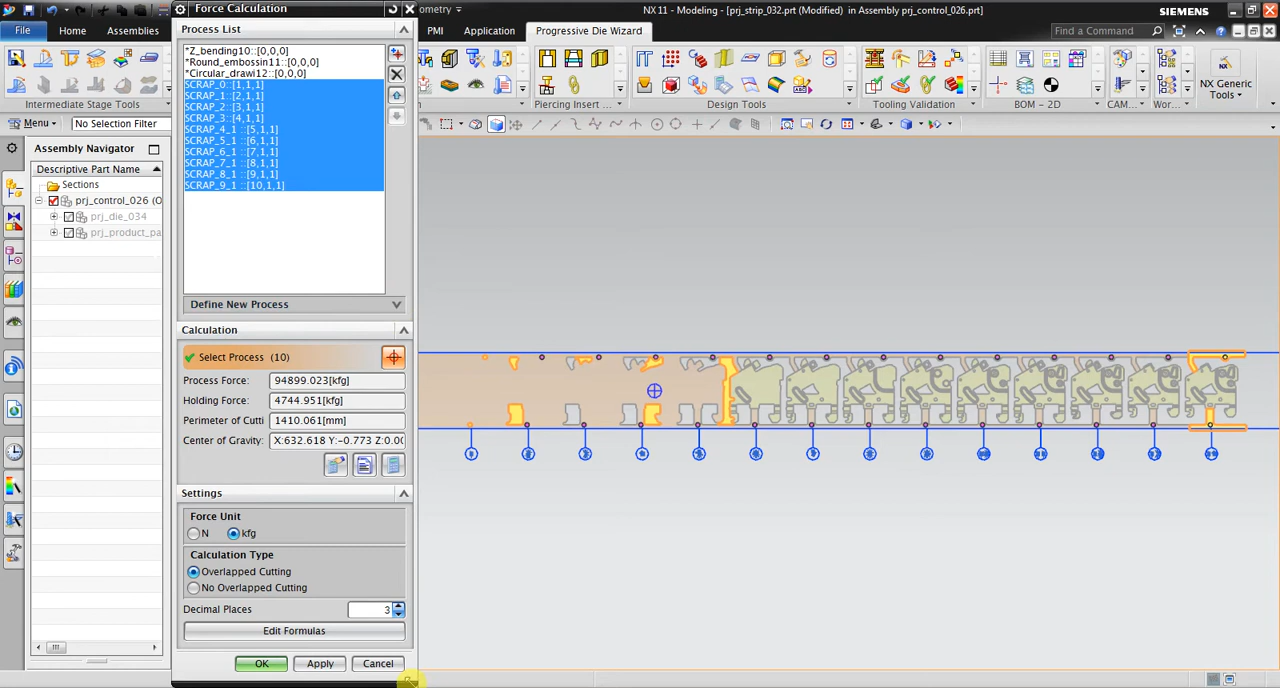 Force Calculation
ometry
NX 11 - Modeling - [prj_strip_032.prt (Modified) in Assembly prj_control_026.prt]
SIEMENS
File
Home
Assemblies
Process List
PMI
Application
Progressive Die Wizard
Find a Command
*Z_bending10::[0,0,0]
*Round_embossin11::[0,0,0]
*Circular_drawi12::[0,0,0]
SCRAP_0::[1,1,1]
SCRAP_1::[2,1,1]
SCRAP_2::[3,1,1]
SCRAP_3::[4,1,1]
SCRAP_4_1 ::[5,1,1]
SCRAP_5_1 ::[6,1,1]
SCRAP_6_1 ::[7,1,1]
SCRAP_7_1 ::[8,1,1]
SCRAP_8_1 ::[9,1,1]
SCRAP_9_1 ::[10,1,1]
NX Generic
Tools
Intermediate Stage Tools
Piercing Insert ...
Design Tools
Tooling Validation
BOM - 2D
CAM...
Wor...
Menu
No Selection Filter
Assembly Navigator
Descriptive Part Name
Sections
prj_control_026 (O
prj_die_034
prj_product_pa
Define New Process
Calculation
Select Process (10)
Process Force:
94899.023[kfg]
Holding Force:
4744.951[kfg]
Perimeter of Cutti
1410.061[mm]
Center of Gravity:
X:632.618 Y:-0.773 Z:0.00
Settings
Force Unit
N
kfg
Calculation Type
Overlapped Cutting
No Overlapped Cutting
Decimal Places
3
Edit Formulas
OK
Apply
Cancel